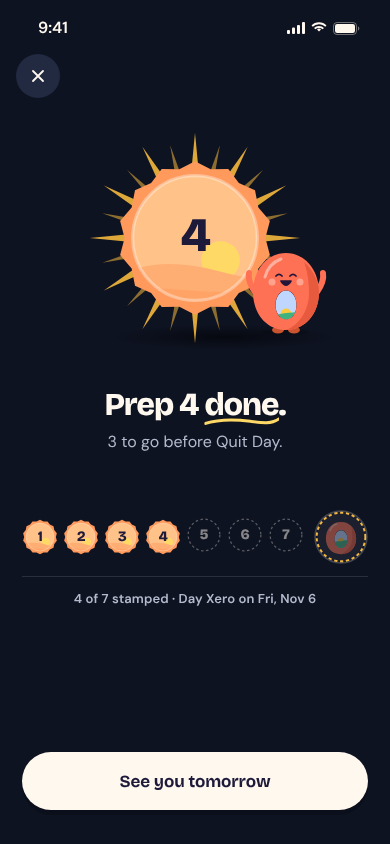 9:41
4
Prep 4 done.
3 to go before Quit Day.
1 2 3 4 5 6 7
4 of 7 stamped · Day Xero on Fri, Nov 6
See you tomorrow